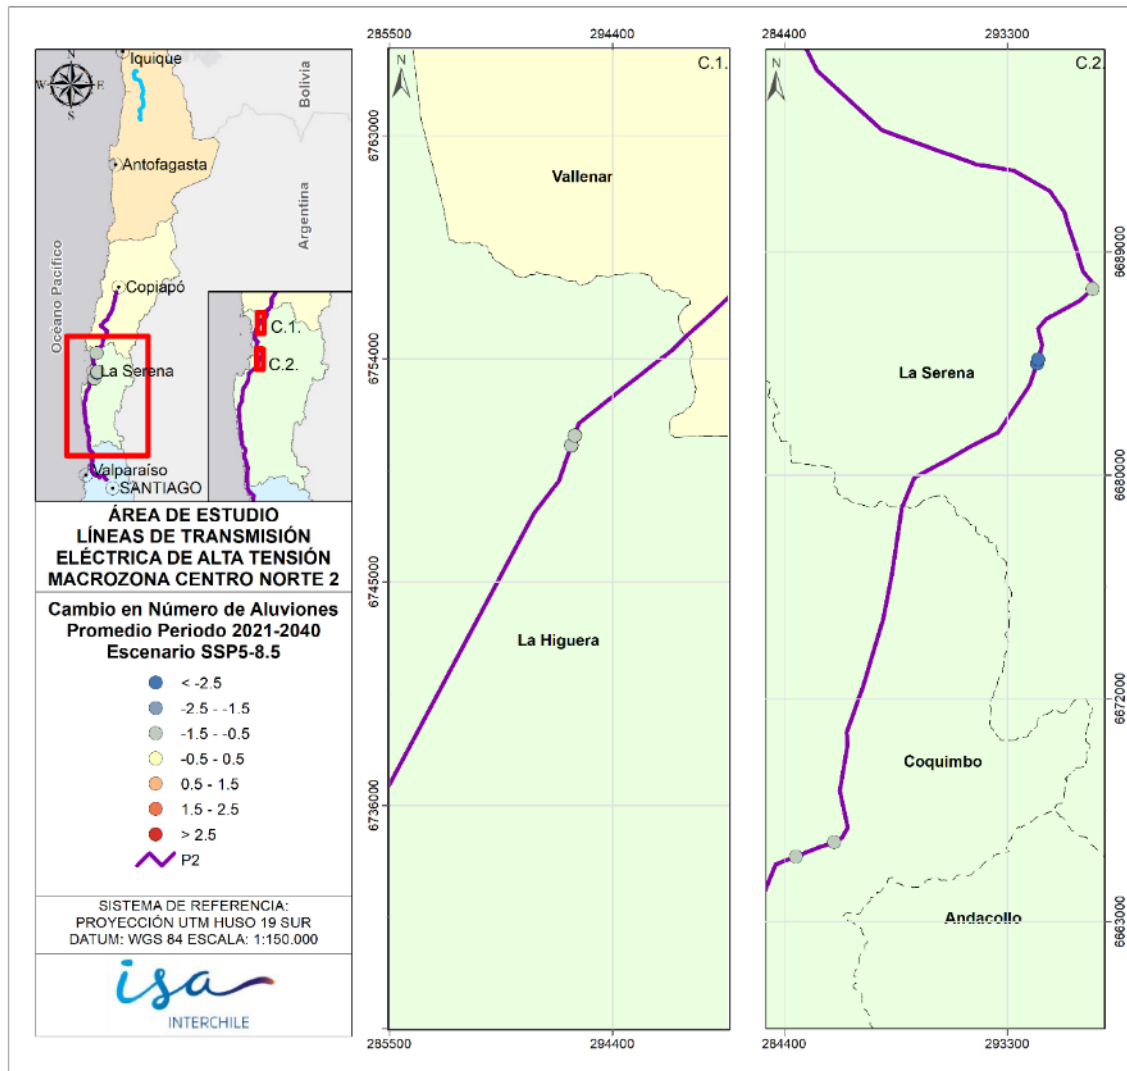 N
W
E
S
Iquique
Bolivia
Antofagasta
Argentina
Océano Pacífico
Copiapó
La Serena
Valparaíso
SANTIAGO
C.1.
C.2.
ÁREA DE ESTUDIO
LÍNEAS DE TRANSMISIÓN
ELÉCTRICA DE ALTA TENSIÓN
MACROZONA CENTRO NORTE 2
Cambio en Número de Aluviones
Promedio Periodo 2021-2040
Escenario SSP5-8.5
< -2.5
-2.5 - -1.5
-1.5 - -0.5
-0.5 - 0.5
0.5 - 1.5
1.5 - 2.5
> 2.5
P2
SISTEMA DE REFERENCIA:
PROYECCIÓN UTM HUSO 19 SUR
DATUM: WGS 84 ESCALA: 1:150.000
isa
INTERCHILE
285500
294400
N
C.1.
6763000
6754000
6745000
6736000
Vallenar
La Higuera
285500
294400
284400
293300
N
C.2.
6689000
6680000
6672000
6663000
La Serena
Coquimbo
Andacollo
284400
293300